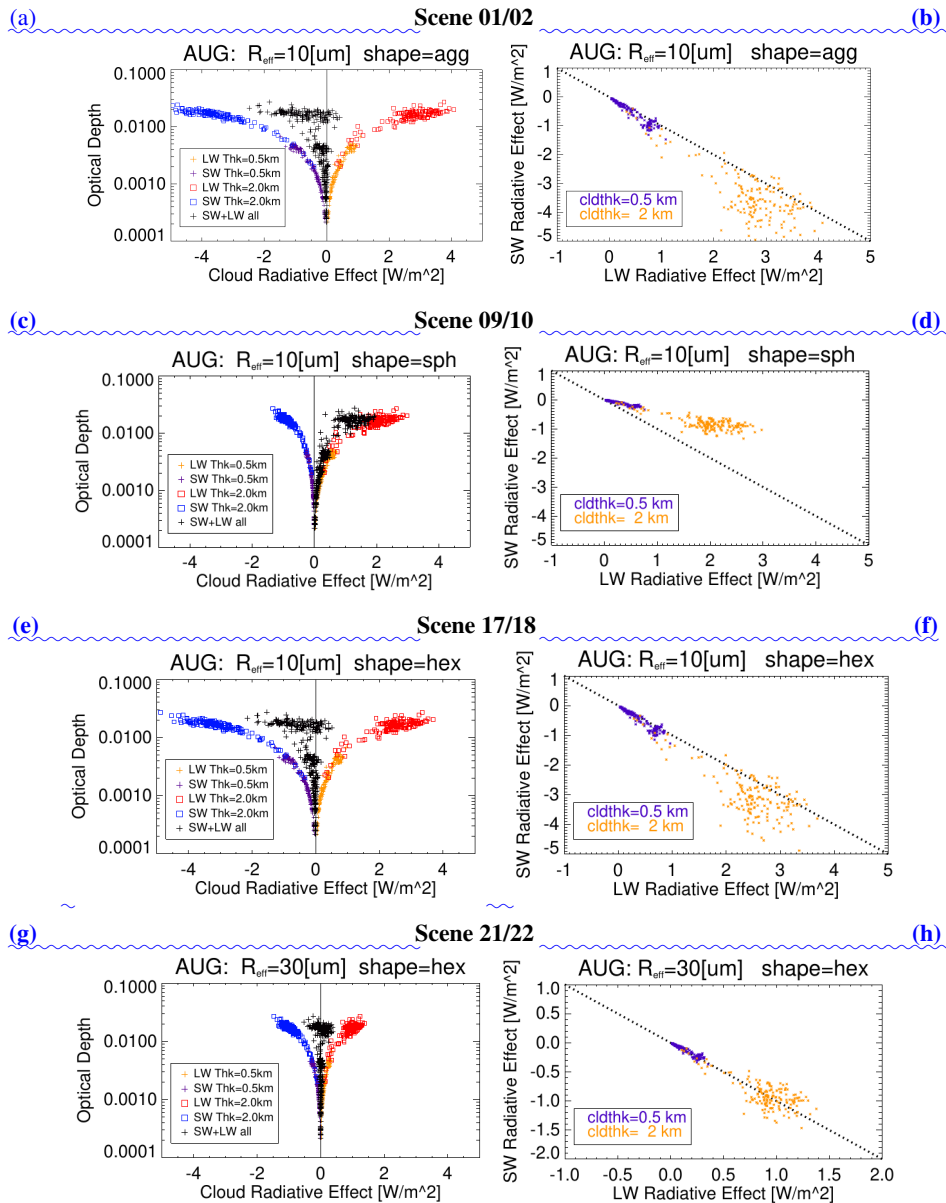 (a) Scene 01/02 (b)
AUG: Reff=10[um] shape=agg
0.1000
0.0100
0.0010
0.0001
Optical Depth
LW Thk=0.5km
SW Thk=0.5km
LW Thk=2.0km
SW Thk=2.0km
SW+LW all
-4 -2 0 2 4
Cloud Radiative Effect [W/m^2]
AUG: Reff=10[um] shape=agg
1
0
-1
-2
-3
-4
-5
SW Radiative Effect [W/m^2]
cldthk=0.5 km
cldthk= 2 km
-1 0 1 2 3 4 5
LW Radiative Effect [W/m^2]
(c) Scene 09/10 (d)
AUG: Reff=10[um] shape=sph
0.1000
0.0100
0.0010
0.0001
Optical Depth
LW Thk=0.5km
SW Thk=0.5km
LW Thk=2.0km
SW Thk=2.0km
SW+LW all
-4 -2 0 2 4
Cloud Radiative Effect [W/m^2]
AUG: Reff=10[um] shape=sph
1
0
-1
-2
-3
-4
-5
SW Radiative Effect [W/m^2]
cldthk=0.5 km
cldthk= 2 km
-1 0 1 2 3 4 5
LW Radiative Effect [W/m^2]
(e) Scene 17/18 (f)
AUG: Reff=10[um] shape=hex
0.1000
0.0100
0.0010
0.0001
Optical Depth
LW Thk=0.5km
SW Thk=0.5km
LW Thk=2.0km
SW Thk=2.0km
SW+LW all
-4 -2 0 2 4
Cloud Radiative Effect [W/m^2]
AUG: Reff=10[um] shape=hex
1
0
-1
-2
-3
-4
-5
SW Radiative Effect [W/m^2]
cldthk=0.5 km
cldthk= 2 km
-1 0 1 2 3 4 5
LW Radiative Effect [W/m^2]
(g) Scene 21/22 (h)
AUG: Reff=30[um] shape=hex
0.1000
0.0100
0.0010
0.0001
Optical Depth
LW Thk=0.5km
SW Thk=0.5km
LW Thk=2.0km
SW Thk=2.0km
SW+LW all
-4 -2 0 2 4
Cloud Radiative Effect [W/m^2]
AUG: Reff=30[um] shape=hex
1.0
0.5
0.0
-0.5
-1.0
-1.5
-2.0
SW Radiative Effect [W/m^2]
cldthk=0.5 km
cldthk= 2 km
-1.0 -0.5 0.0 0.5 1.0 1.5 2.0
LW Radiative Effect [W/m^2]